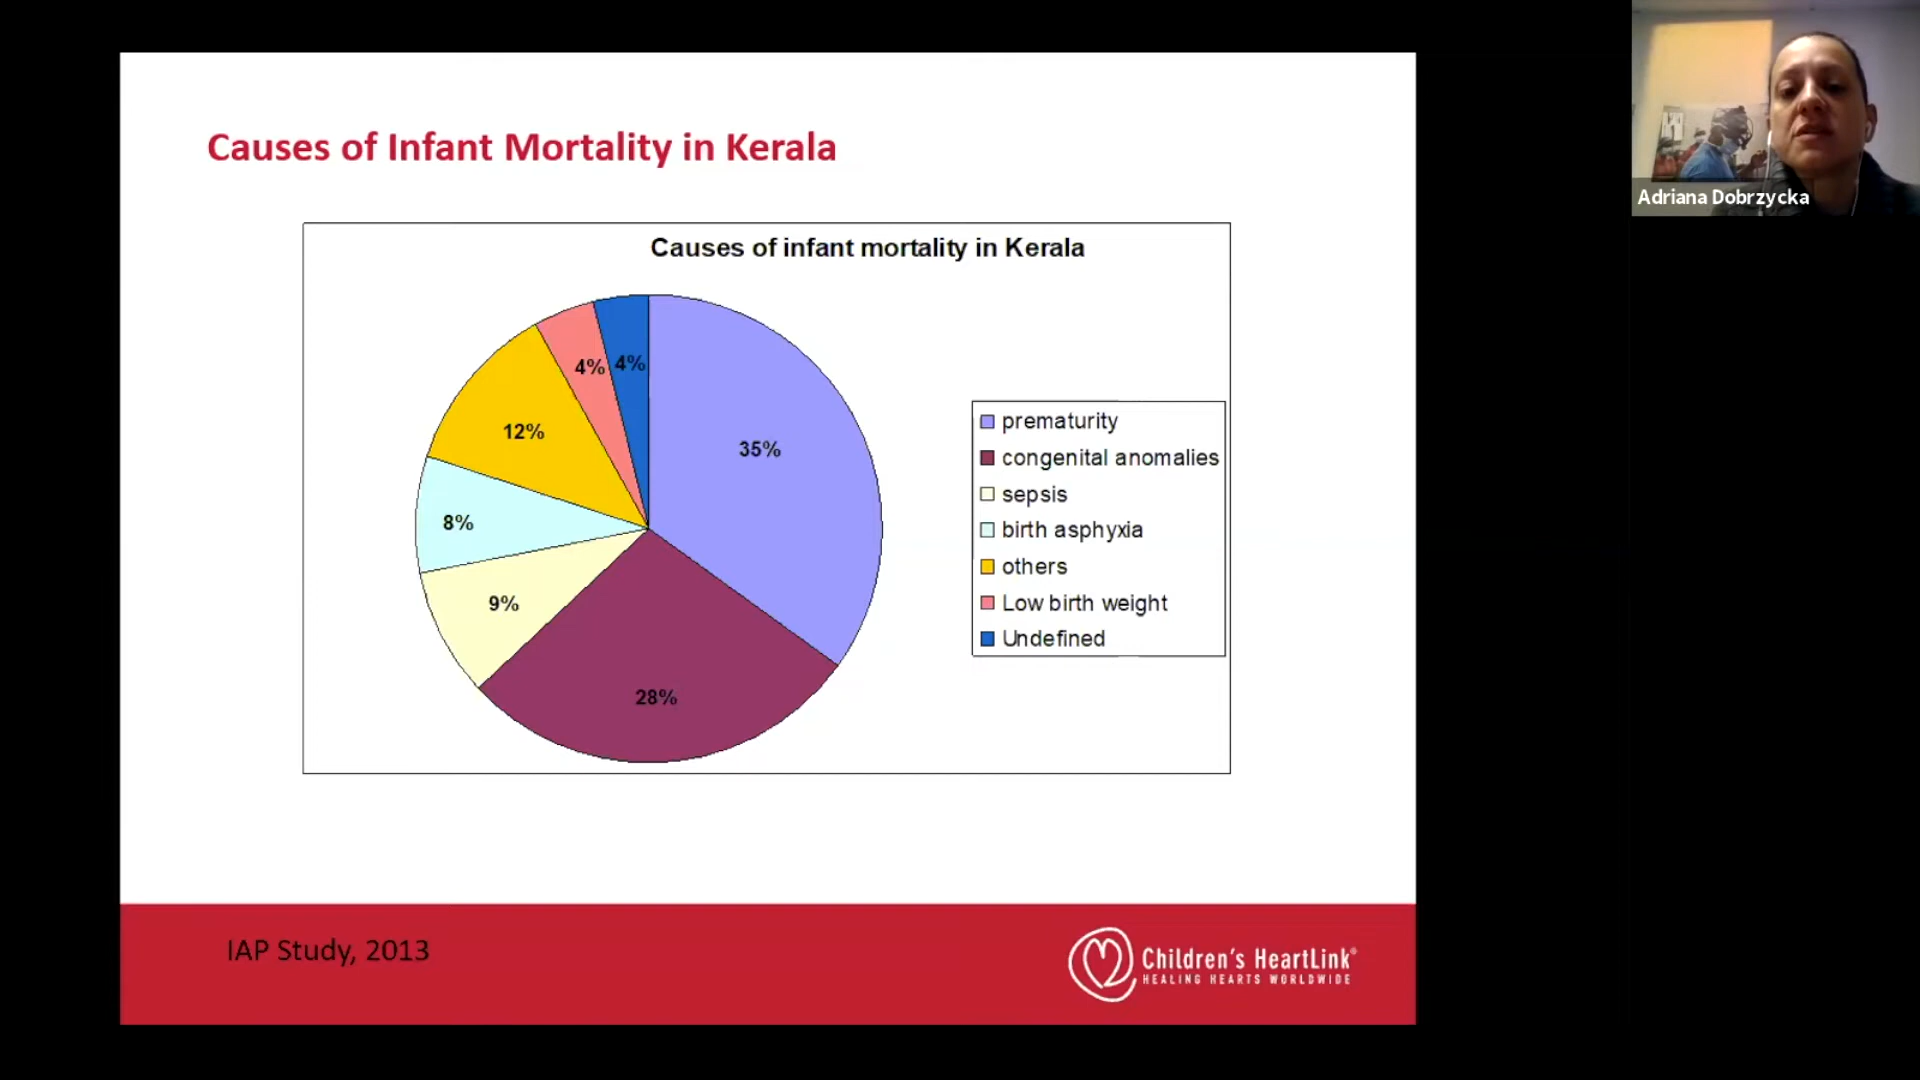 Causes of Infant Mortality in Kerala
Causes of infant mortality in Kerala
4% 4%
35%
12%
8%
9%
28%
prematurity
congenital anomalies
sepsis
birth asphyxia
others
Low birth weight
Undefined
IAP Study, 2013
Children's HeartLink®
HEALING HEARTS WORLDWIDE
Adriana Dobrzycka